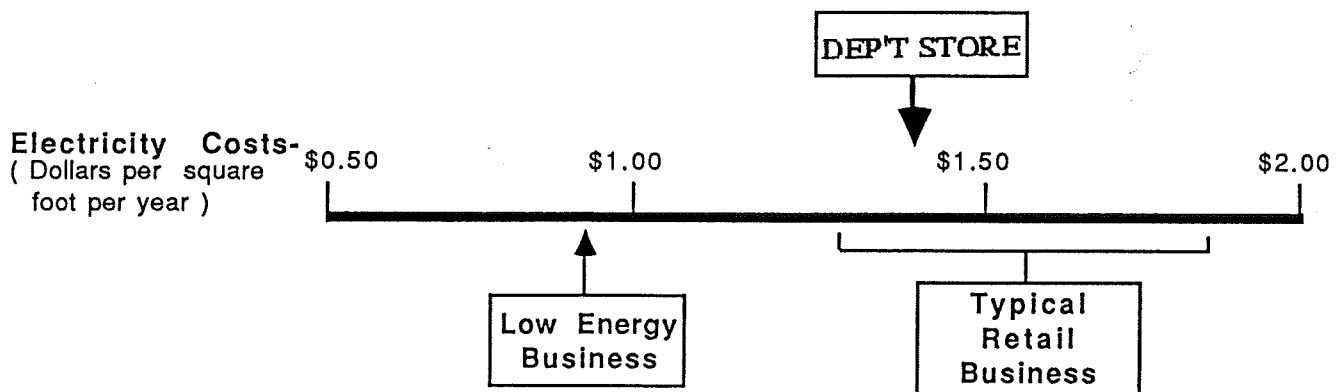 DEP'T STORE
Electricity Costs-
( Dollars per square
foot per year )
$0.50
$1.00
$1.50
$2.00
Low Energy
Business
Typical
Retail
Business